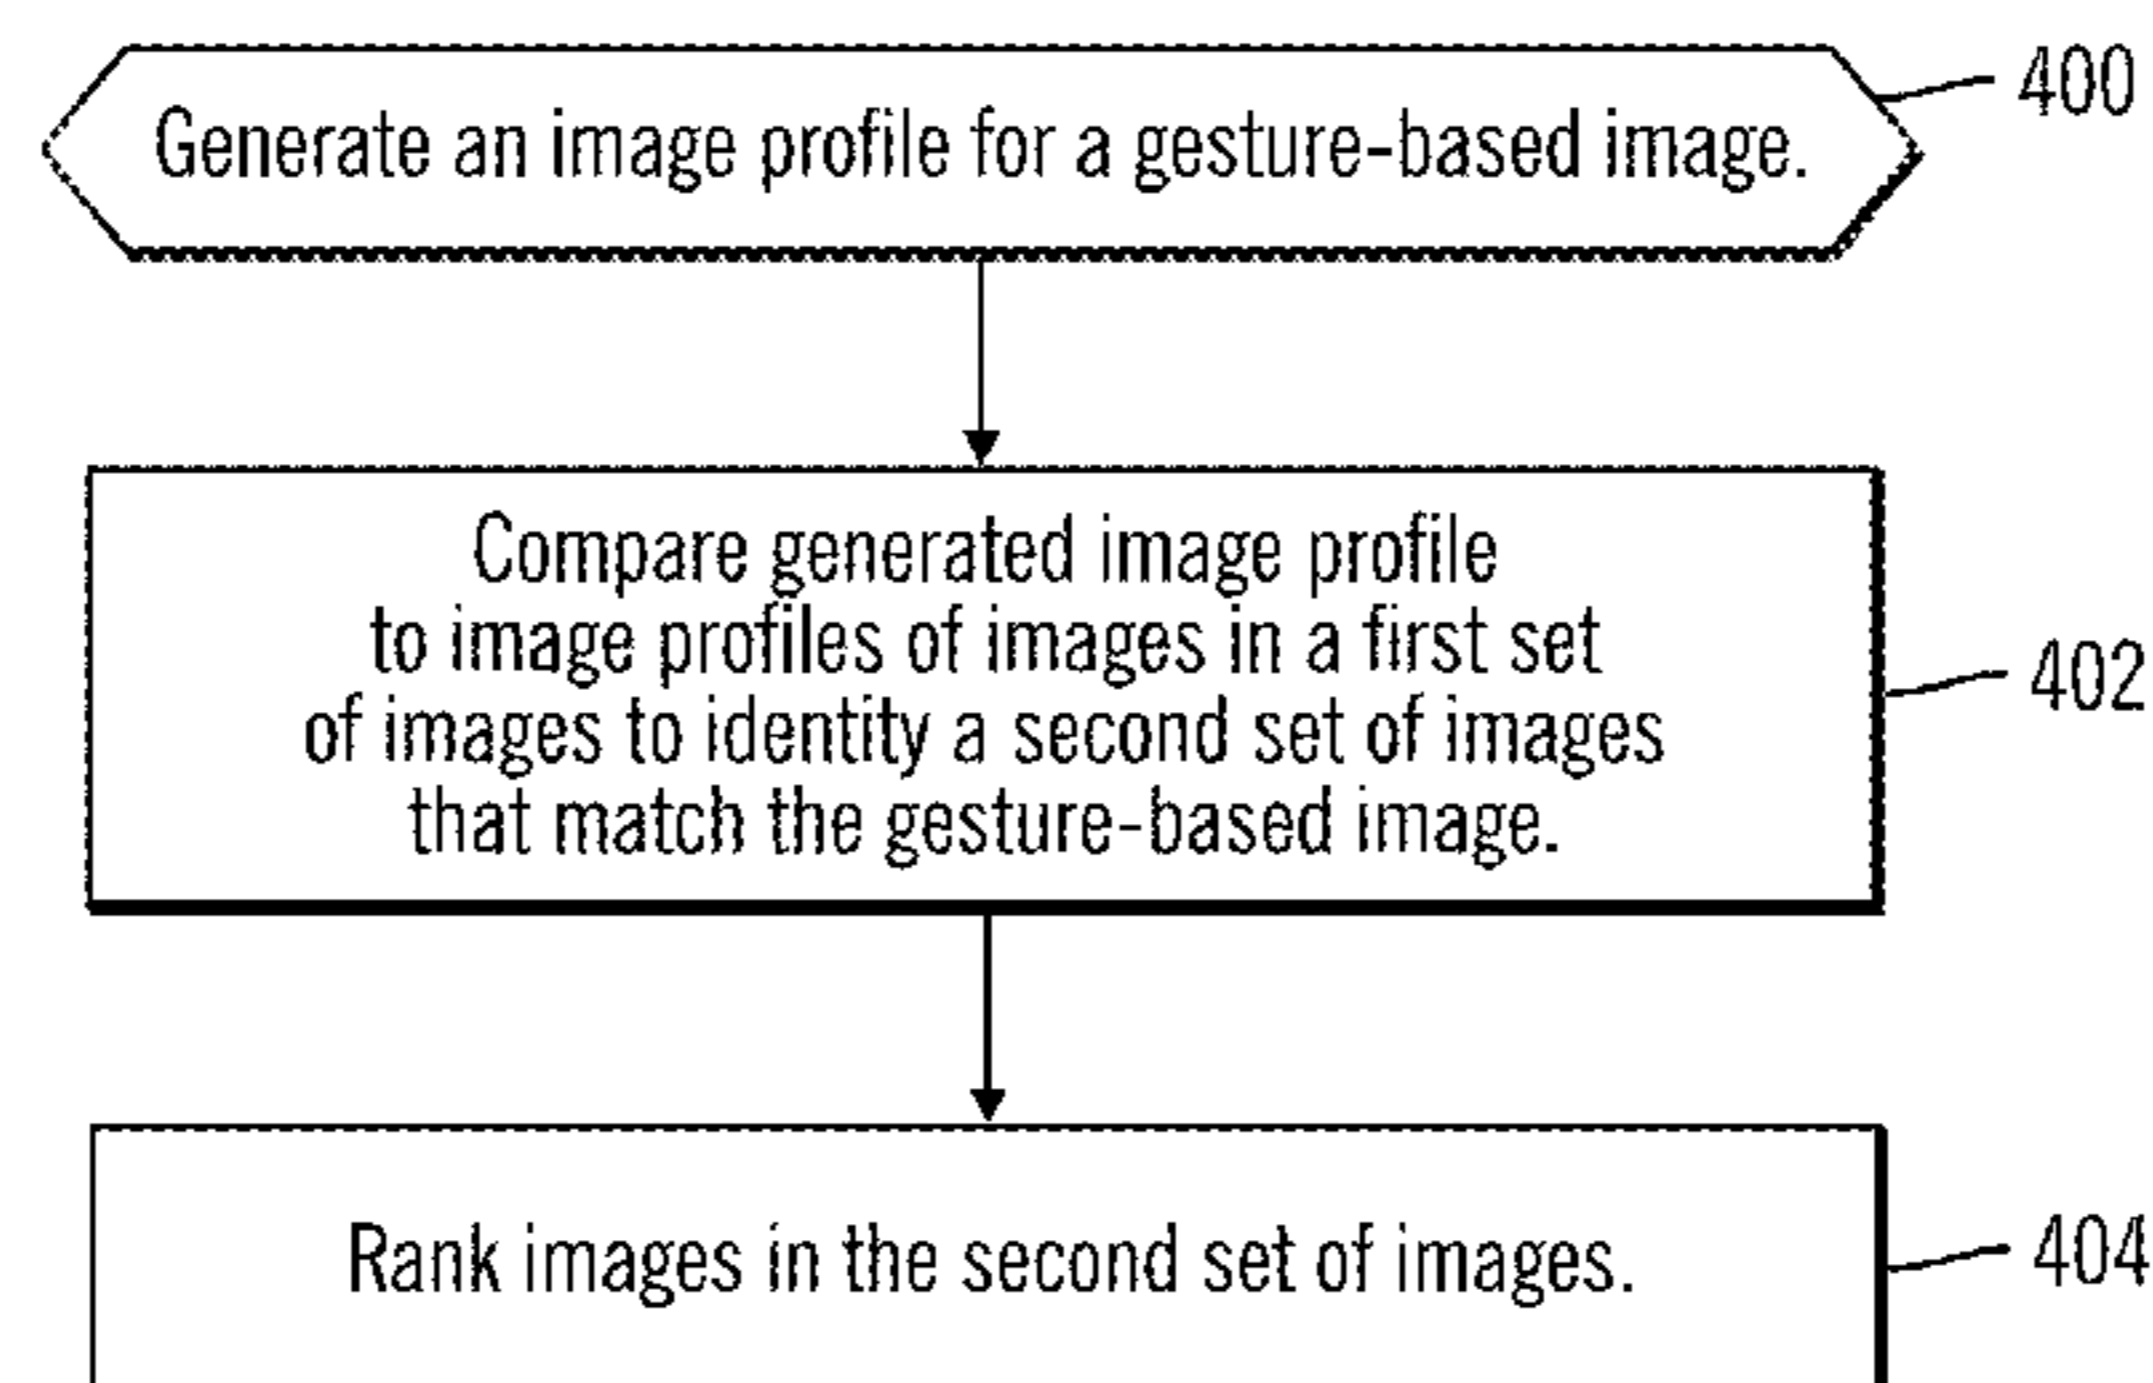 Generate an image profile for a gesture-based image.
400
Compare generated image profile
to image profiles of images in a first set
of images to identity a second set of images
that match the gesture-based image.
402
Rank images in the second set of images.
404